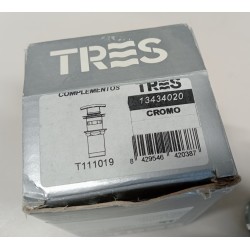 TRES
COMPLEMENTOS
TRES
13434020
CROMO
T111019
8 429546 420387